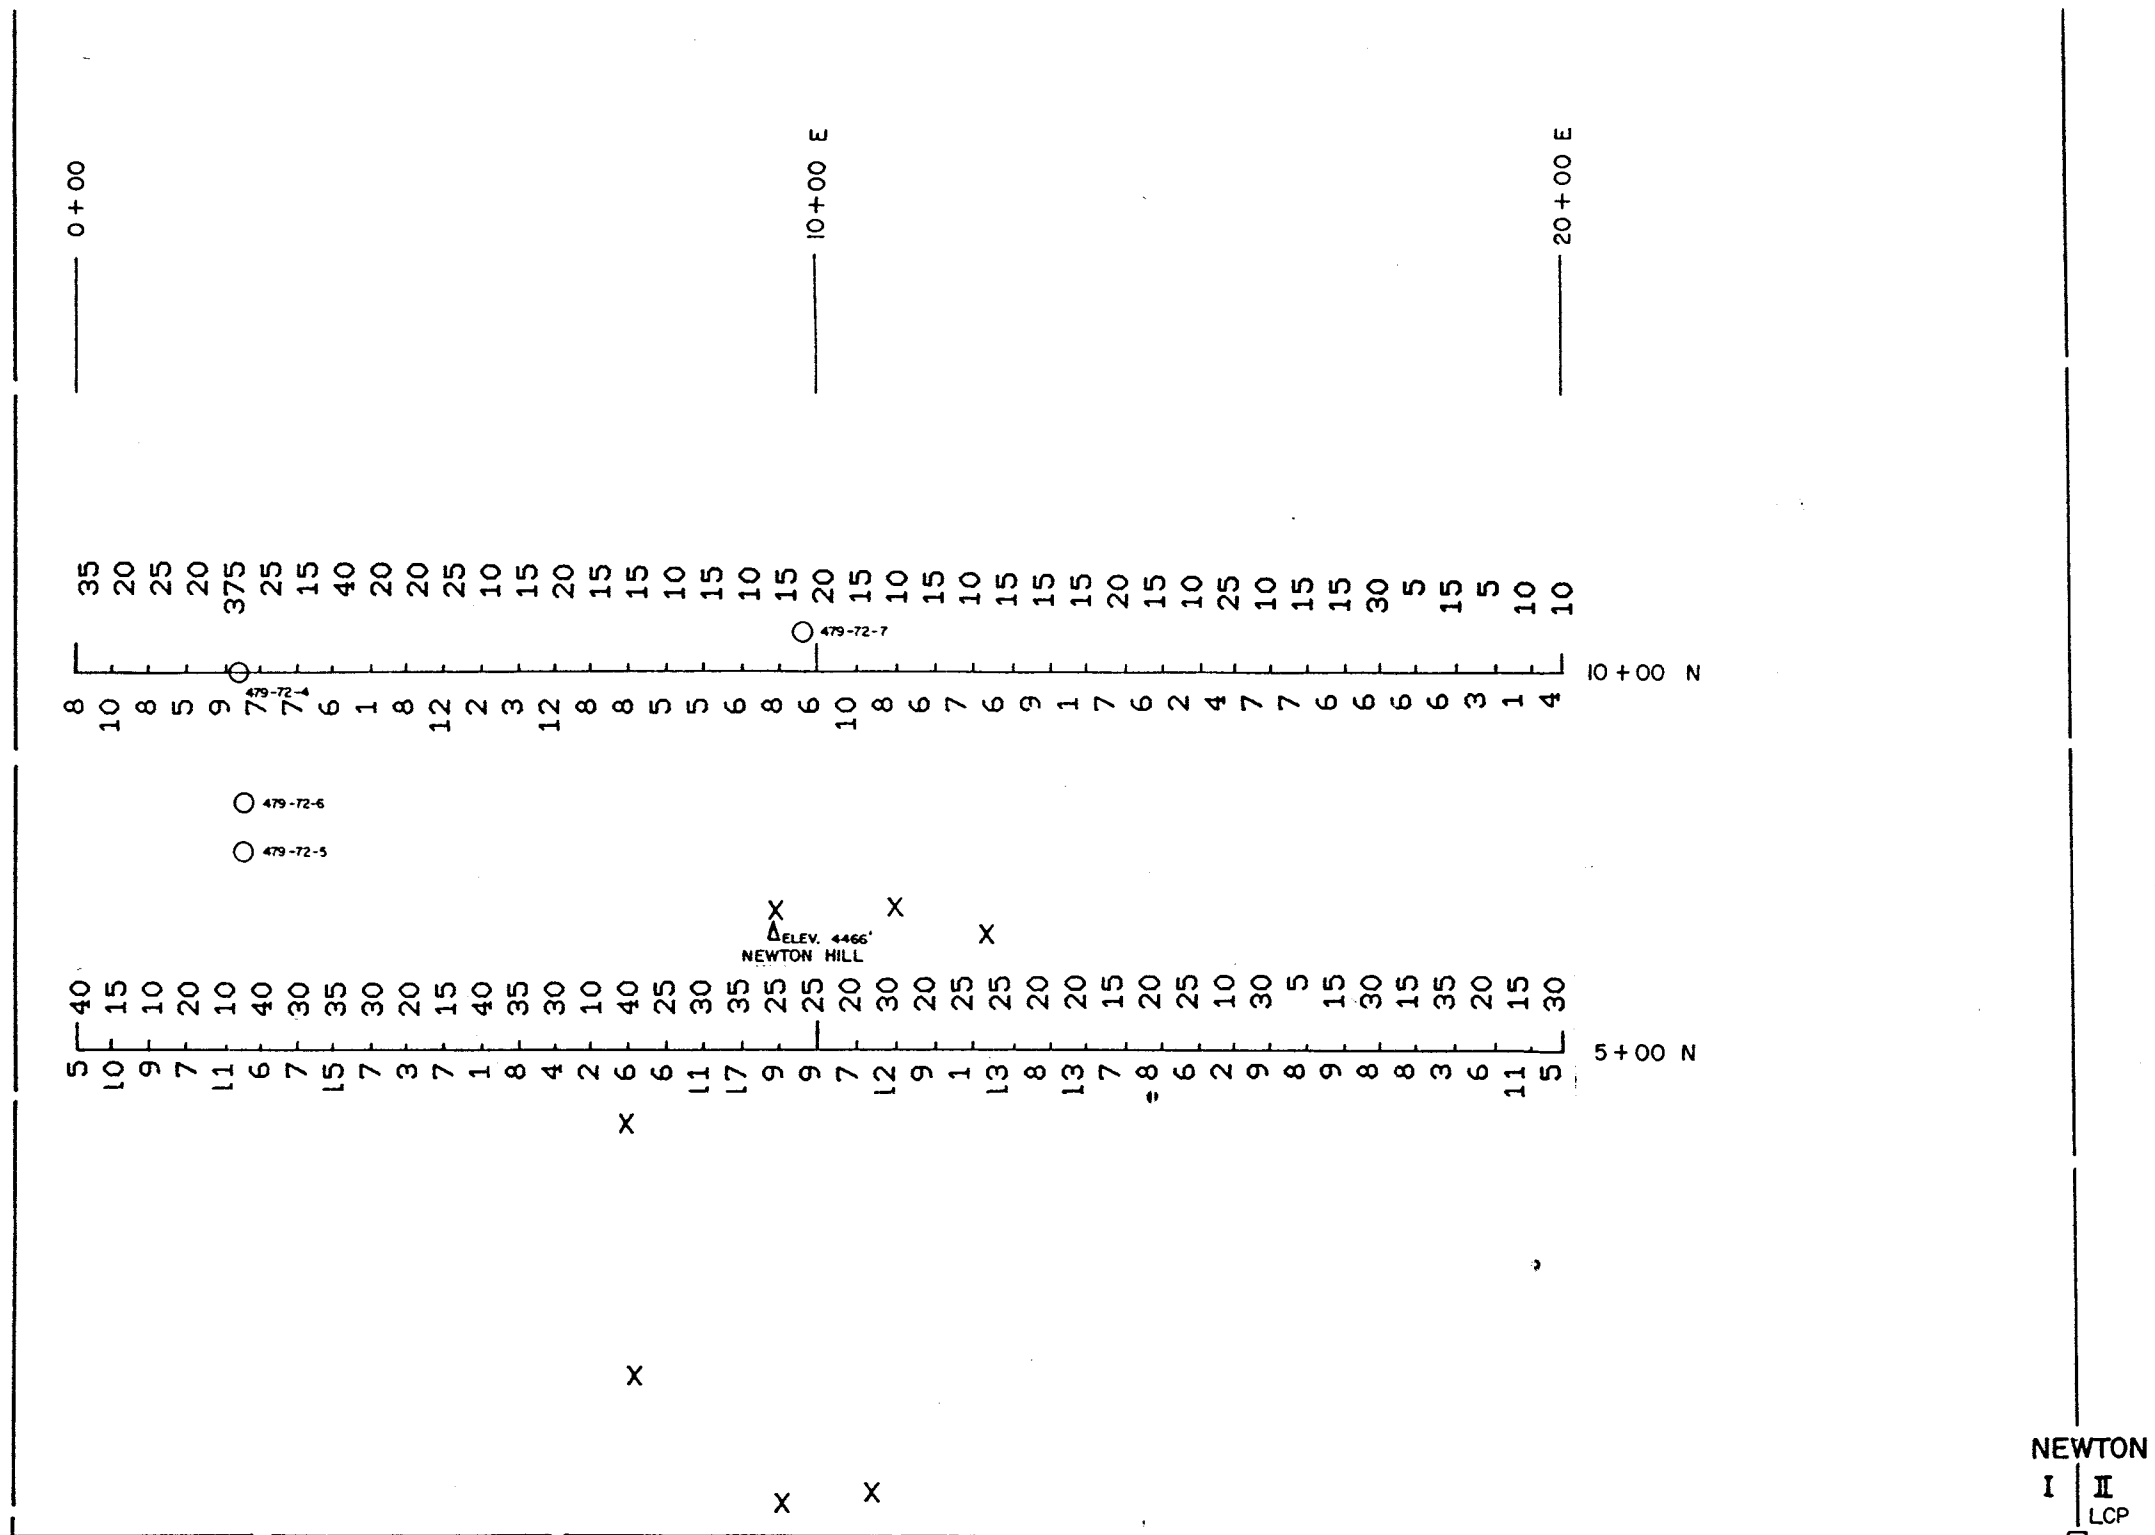 0+00
10+00 E
20+00 E
35 20 25 20 375 25 15 40 20 20 25 10 15 20 15 15 10 15 10 15 20 15 10 15 10 15 15 15 20 15 10 25 10 15 15 30 5 15 5 10 10
479-72-7
10+00 N
479-72-4
8 10 8 5 9 7 7 6 1 8 12 2 3 12 8 8 5 5 6 8 6 10 8 6 7 6 9 1 7 6 2 4 7 7 6 6 6 6 3 1 4
479-72-6
479-72-5
X X
X
ELEV. 4466'
NEWTON HILL
40 15 10 20 10 40 30 35 30 20 15 40 35 30 10 40 25 30 35 25 25 20 30 20 25 25 20 20 15 20 25 10 30 5 15 30 15 35 20 15 30
5+00 N
5 10 9 7 11 6 7 15 7 3 7 1 8 4 2 6 6 11 17 9 9 7 12 9 1 13 8 13 7 8 6 2 9 8 9 8 8 3 6 11 5
X
X
X X
NEWTON
I II
LCP